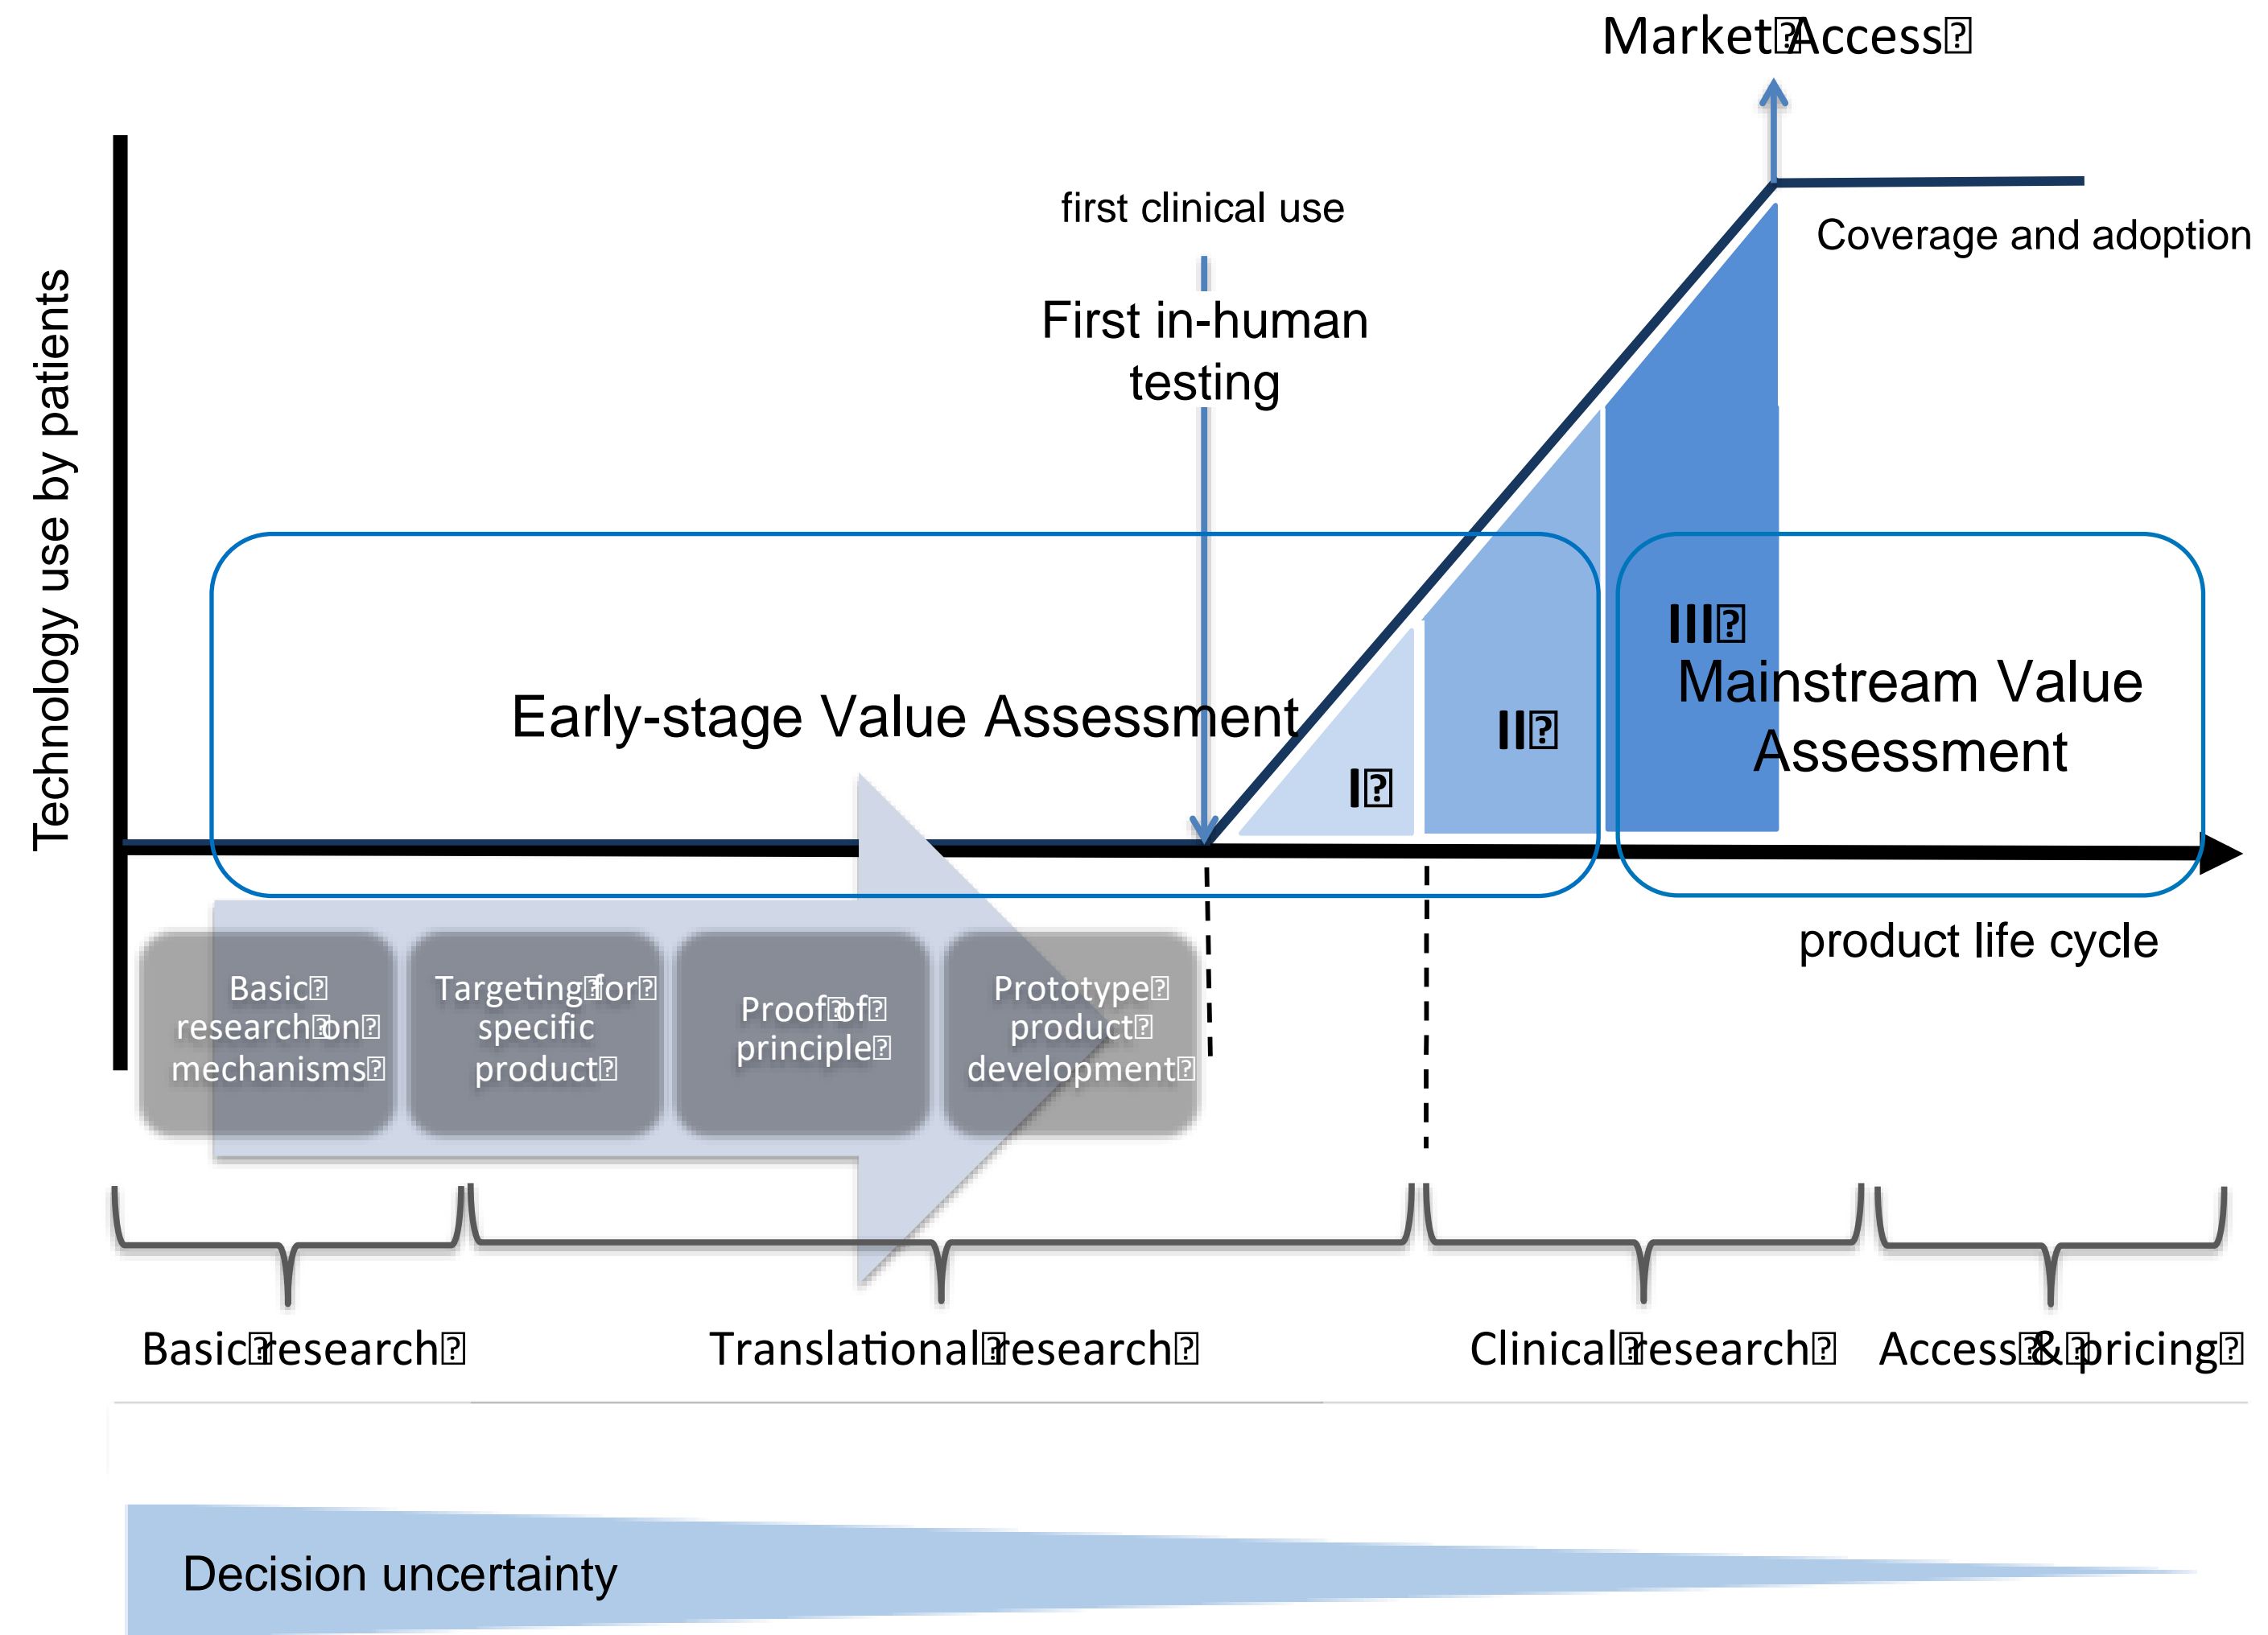 Market Access
first clinical use
Coverage and adoption
First in-human
testing
Technology use by patients
III
Mainstream Value
Assessment
Early-stage Value Assessment
II
I
product life cycle
Basic
research on
mechanisms
Targeting for
specific
product
Proof of
principle
Prototype
product
development
Basic research
Translational research
Clinical research
Access & pricing
Decision uncertainty